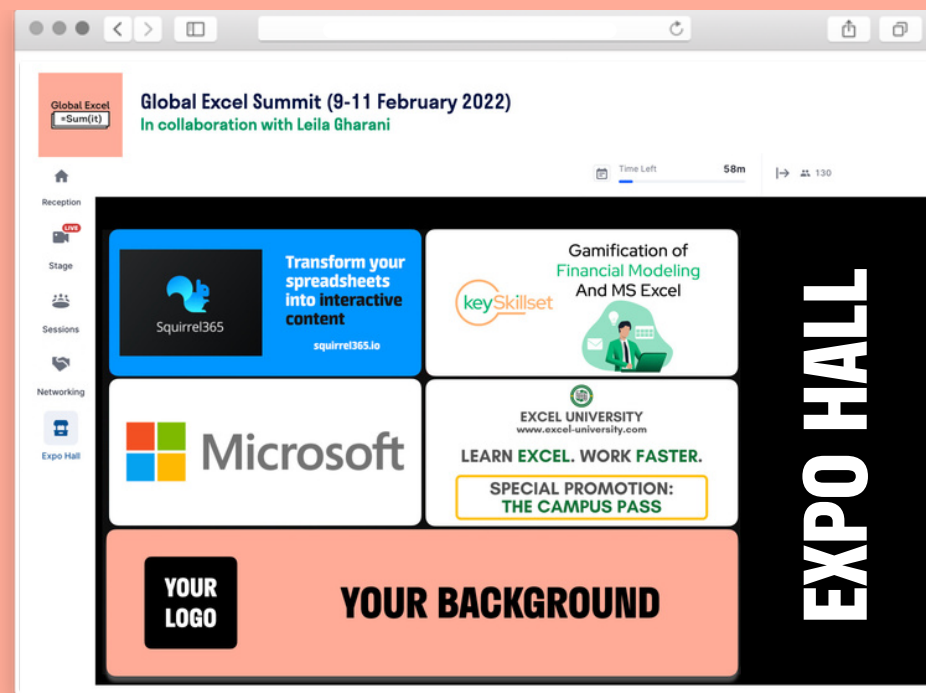 Global Excel
=Sum(it)
Global Excel Summit (9-11 February 2022)
In collaboration with Leila Gharani
Time Left
58m
130
Reception
LIVE
Stage
Sessions
Networking
Expo Hall
Squirrel365
Transform your
spreadsheets
into interactive
content
squirrel365.io
keySkillset
Gamification of
Financial Modeling
And MS Excel
Microsoft
EXCEL UNIVERSITY
www.excel-university.com
LEARN EXCEL. WORK FASTER.
SPECIAL PROMOTION:
THE CAMPUS PASS
YOUR
LOGO
YOUR BACKGROUND
EXPO HALL